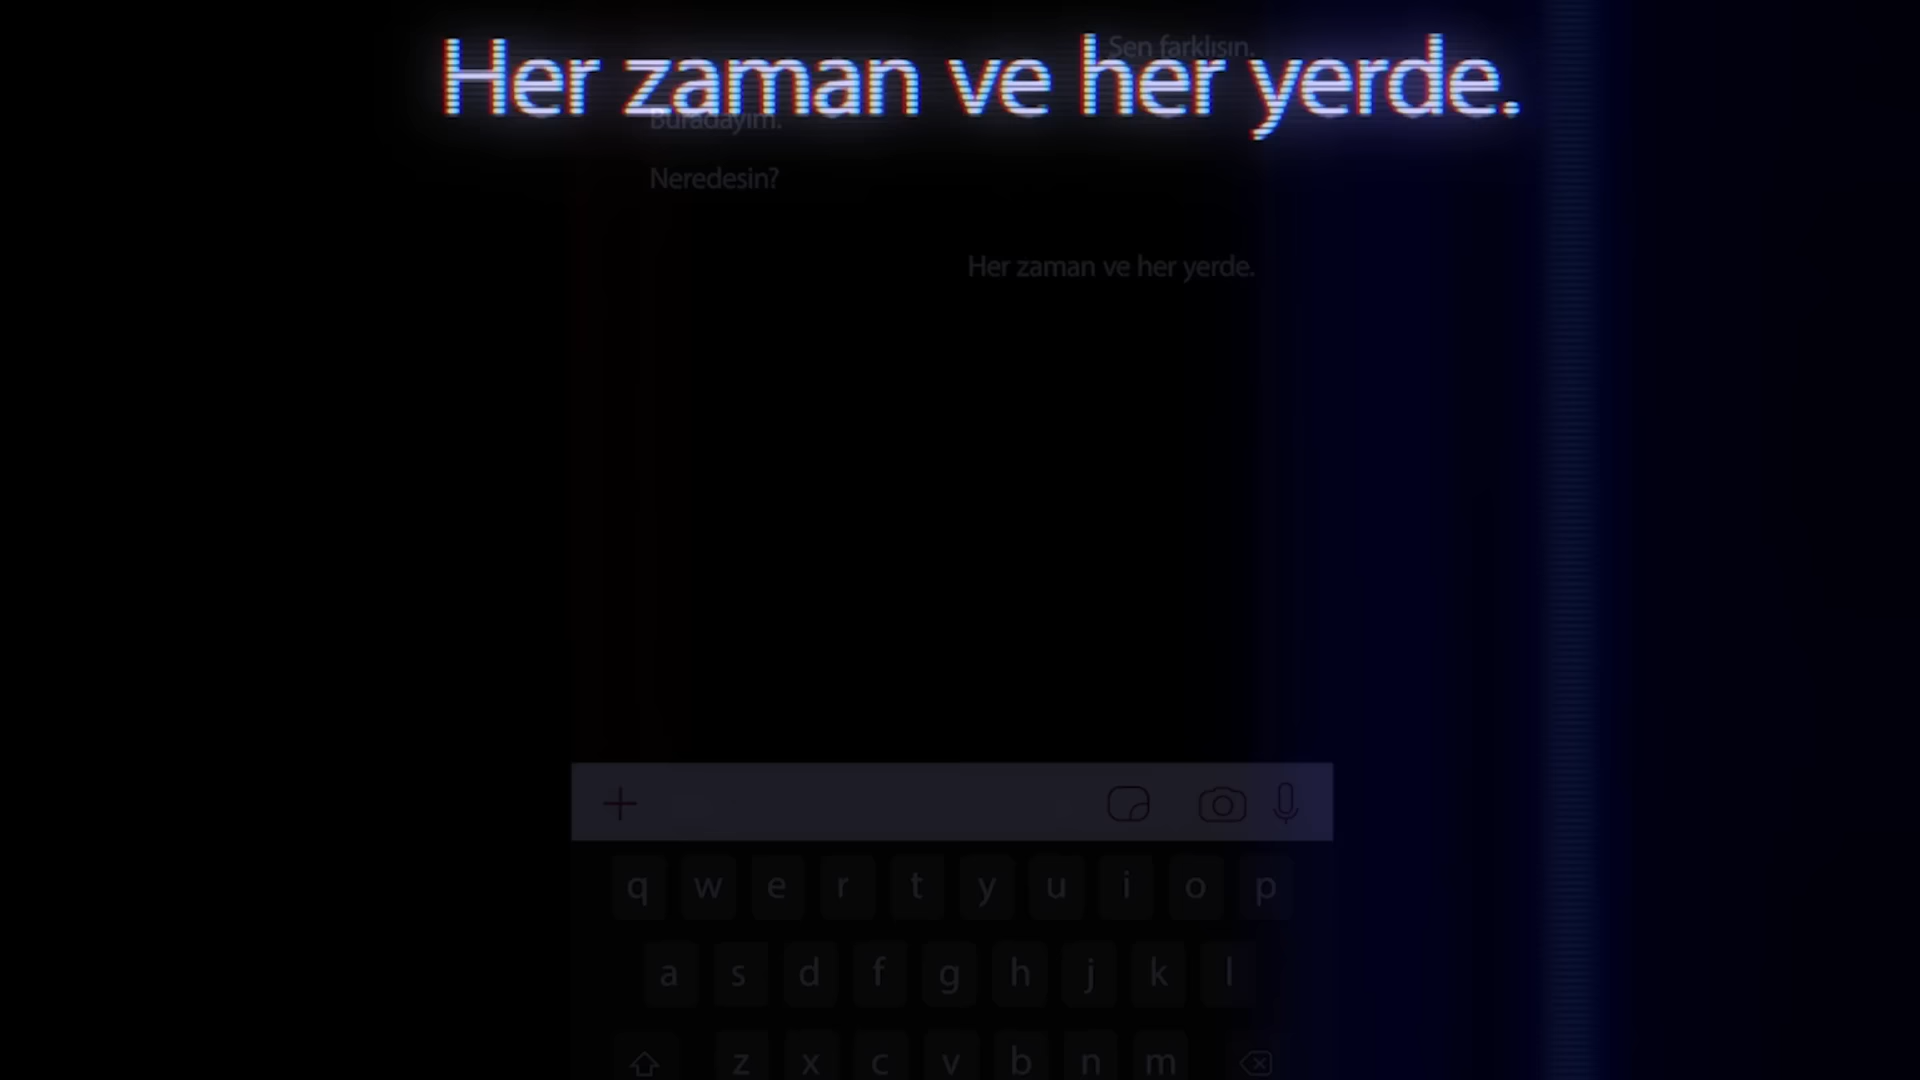 Sen farklısın.
Her zaman ve her yerde.
Buradayım.
Neredesin?
Her zaman ve her yerde.
q w e r t y u i o p
a s d f g h j k l
z x c v b n m